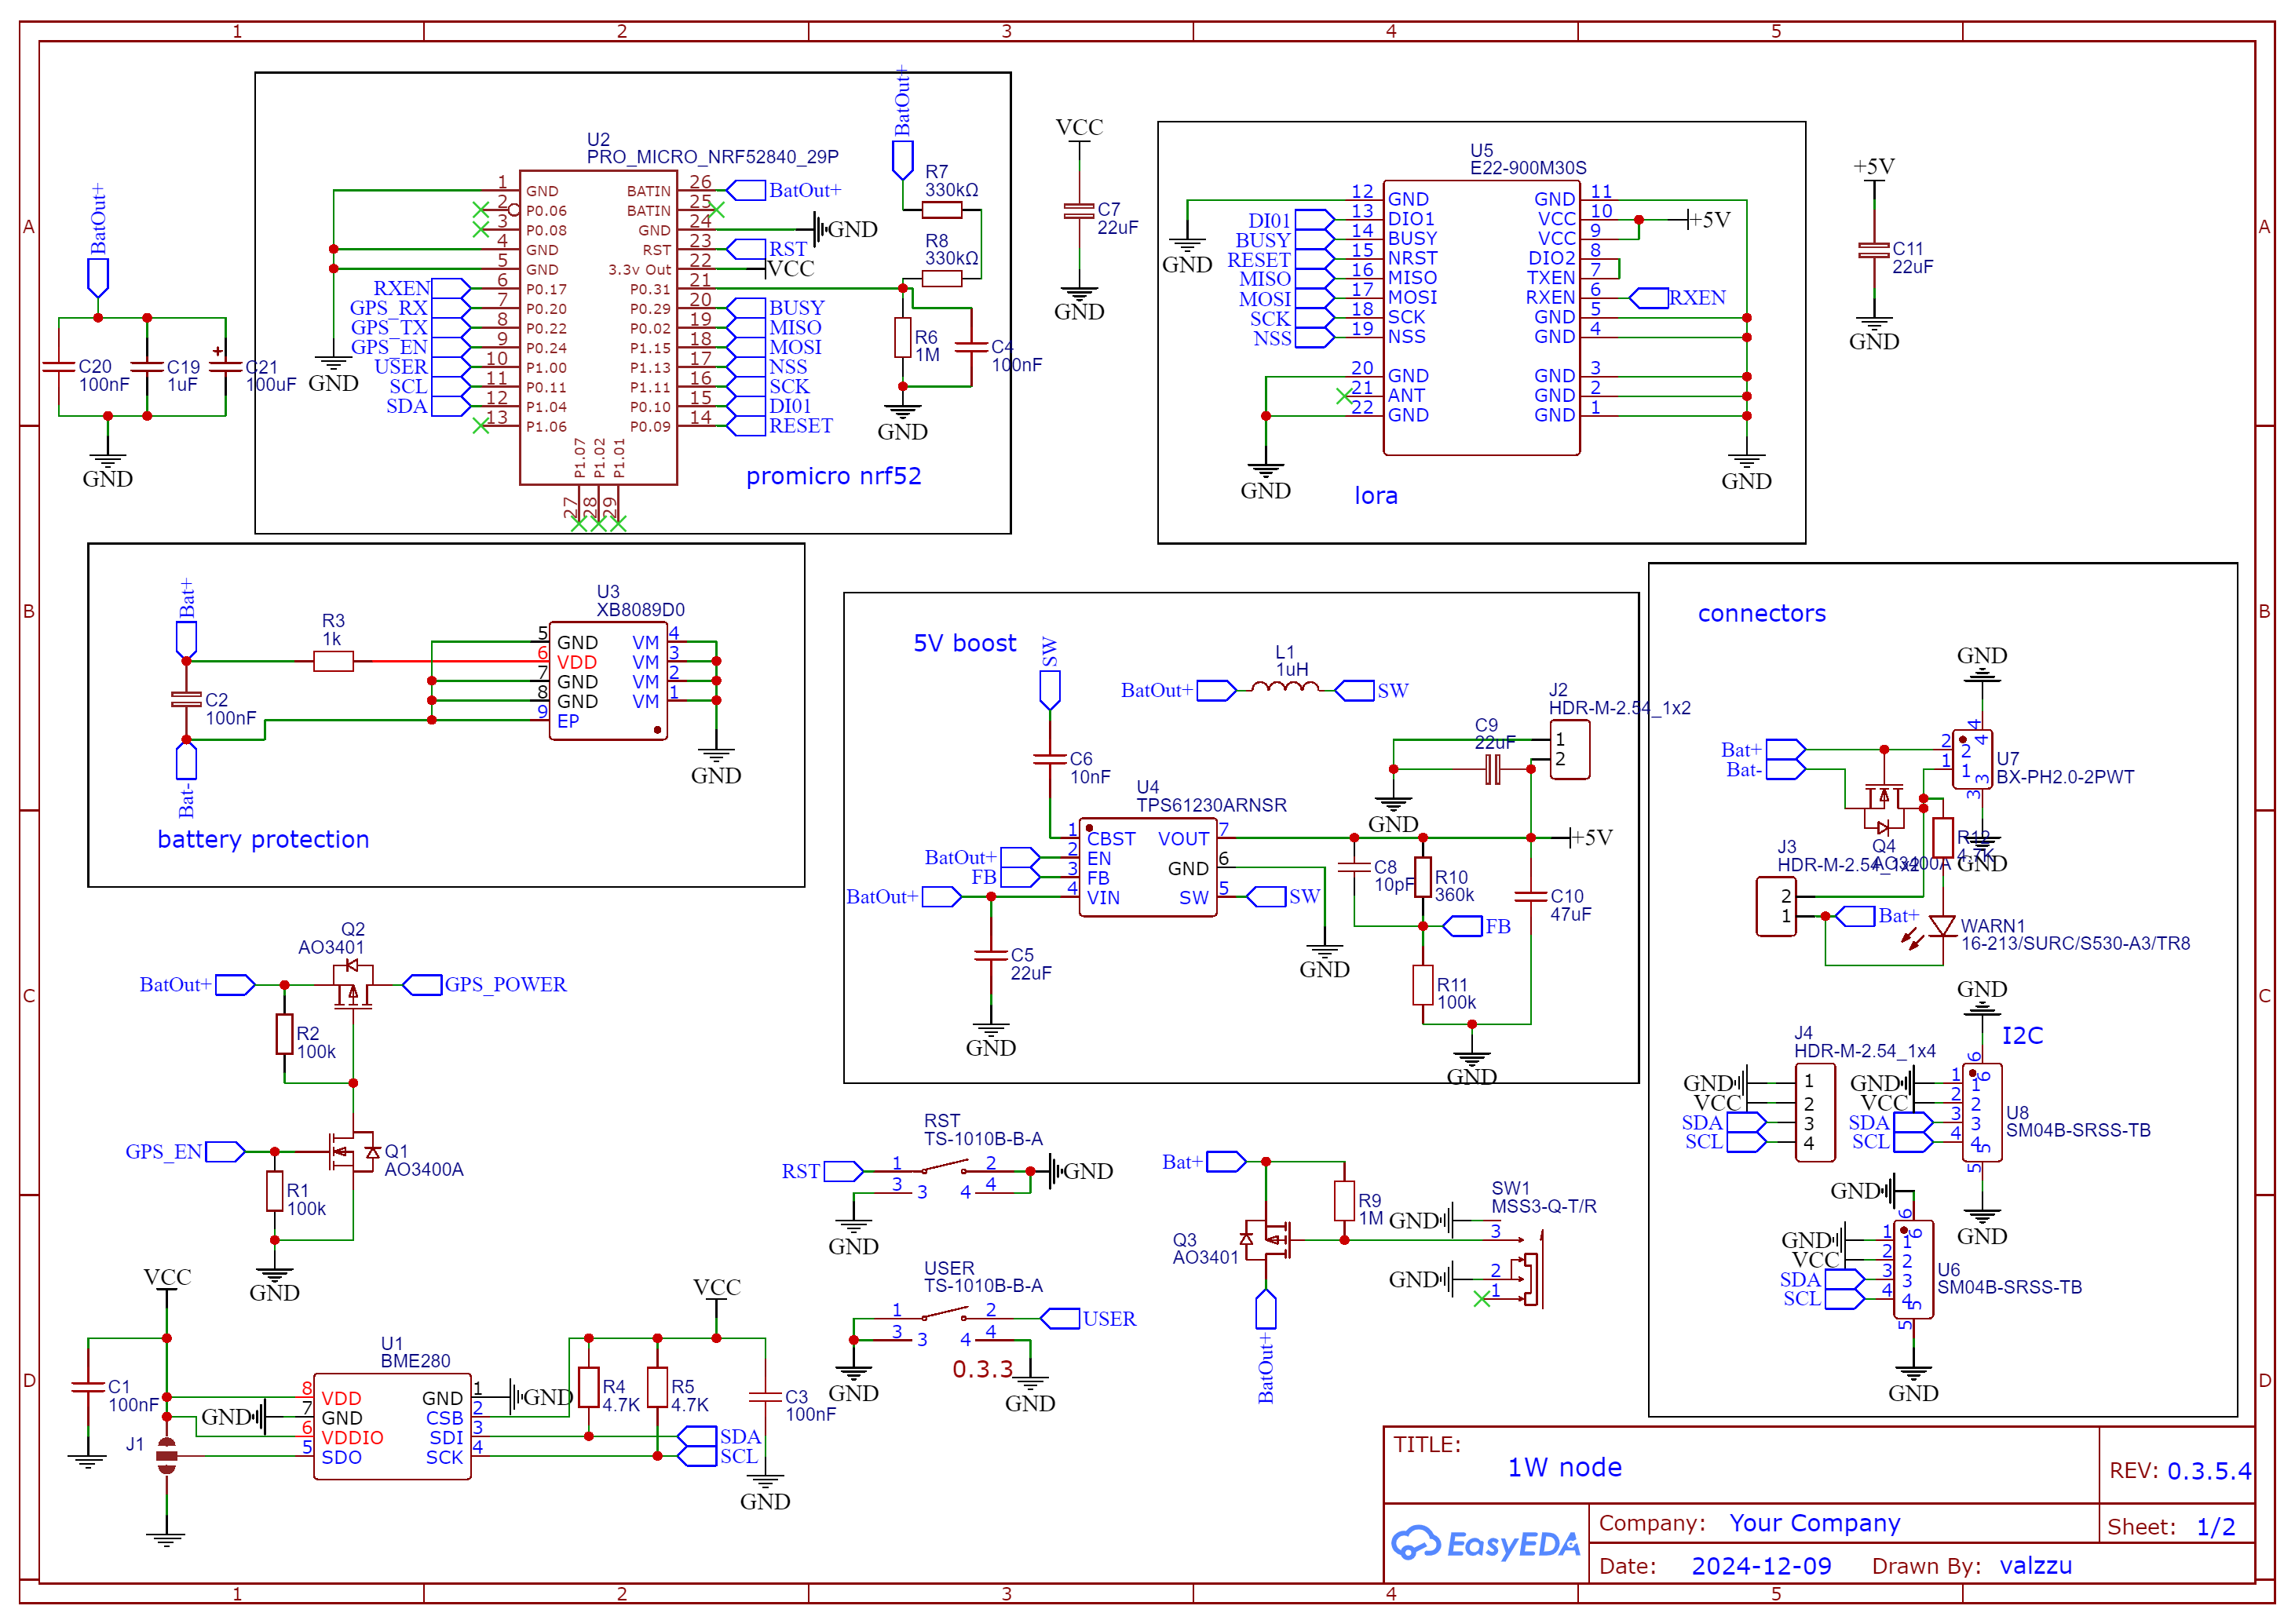 1 2 3 4 5
A
B
C
D
A
B
C
D
BatOut+
C20
100nF
C19
1uF
C21
100uF
GND
U2
PRO_MICRO_NRF52840_29P
1 GND
2 P0.06
3 P0.08
4 GND
5 GND
RXEN 6 P0.17
GPS_RX 7 P0.20
GPS_TX 8 P0.22
GPS_EN 9 P0.24
USER 10 P1.00
SCL 11 P0.11
SDA 12 P1.04
13 P1.06
GND
BATIN 26 BatOut+
BATIN 25
GND 24 GND
RST 23 RST
3.3v Out 22 VCC
P0.31 21
P0.29 20 BUSY
P0.02 19 MISO
P1.15 18 MOSI
P1.13 17 NSS
P1.11 16 SCK
P0.10 15 DI01
P0.09 14 RESET
P1.07 P1.02 P1.01
27 28 29
BatOut+
R7
330kΩ
R8
330kΩ
R6
1M
C4
100nF
GND
promicro nrf52
VCC
C7
22uF
GND
U5
E22-900M30S
12 GND
DI01 13 DIO1
BUSY 14 BUSY
RESET 15 NRST
MISO 16 MISO
MOSI 17 MOSI
SCK 18 SCK
NSS 19 NSS
20 GND
21 ANT
22 GND
GND
GND
GND 11
VCC 10 +5V
VCC 9
DIO2 8
TXEN 7
RXEN 6 RXEN
GND 5
GND 4
GND 3
GND 2
GND 1
GND
lora
+5V
C11
22uF
GND
Bat+
R3
1k
C2
100nF
Bat-
U3
XB8089D0
5 GND VM 4
6 VDD VM 3
7 GND VM 2
8 GND VM 1
9 EP
GND
battery protection
5V boost
SW
C6
10nF
L1
1uH
BatOut+ SW
J2
HDR-M-2.54_1x2
1
2
C9
22uF
GND
U4
TPS61230ARNSR
1 CBST VOUT 7
BatOut+ 2 EN GND 6
FB 3 FB
BatOut+ 4 VIN SW 5 SW
+5V
C5
22uF
GND
GND
C8
10pF
R10
360k
FB
R11
100k
C10
47uF
GND
connectors
GND
4
4
Bat+ 2 2
Bat- 1 1
3
3
U7
BX-PH2.0-2PWT
GND
Q4
AO3400A
R12
4.7K
J3
HDR-M-2.54_1x2
2
1
Bat+
WARN1
16-213/SURC/S530-A3/TR8
I2C
J4
HDR-M-2.54_1x4
GND 1
VCC 2
SDA 3
SCL 4
GND
6
6
GND 1 1
VCC 2 2
SDA 3 3
SCL 4 4
5
5
GND
U8
SM04B-SRSS-TB
GND
6
6
GND 1 1
VCC 2 2
SDA 3 3
SCL 4 4
5
5
GND
U6
SM04B-SRSS-TB
Q2
AO3401
BatOut+ GPS_POWER
R2
100k
GPS_EN
Q1
AO3400A
R1
100k
GND
VCC
C1
100nF
J1
U1
BME280
8 VDD GND 1 GND
GND 7 GND CSB 2
6 VDDIO SDI 3
5 SDO SCK 4
VCC
R4
4.7K
R5
4.7K
C3
100nF
SDA
SCL
GND
RST
TS-1010B-B-A
RST 1 2 GND
3 3 4 4
GND
USER
TS-1010B-B-A
1 2 USER
3 3 4 4
GND
0.3.3
GND
Bat+
R9
1M
Q3
AO3401
BatOut+
SW1
MSS3-Q-T/R
GND 3
GND 2
1
TITLE:
1W node
REV: 0.3.5.4
EasyEDA
Company: Your Company
Sheet: 1/2
Date: 2024-12-09 Drawn By: valzzu
1 2 3 4 5